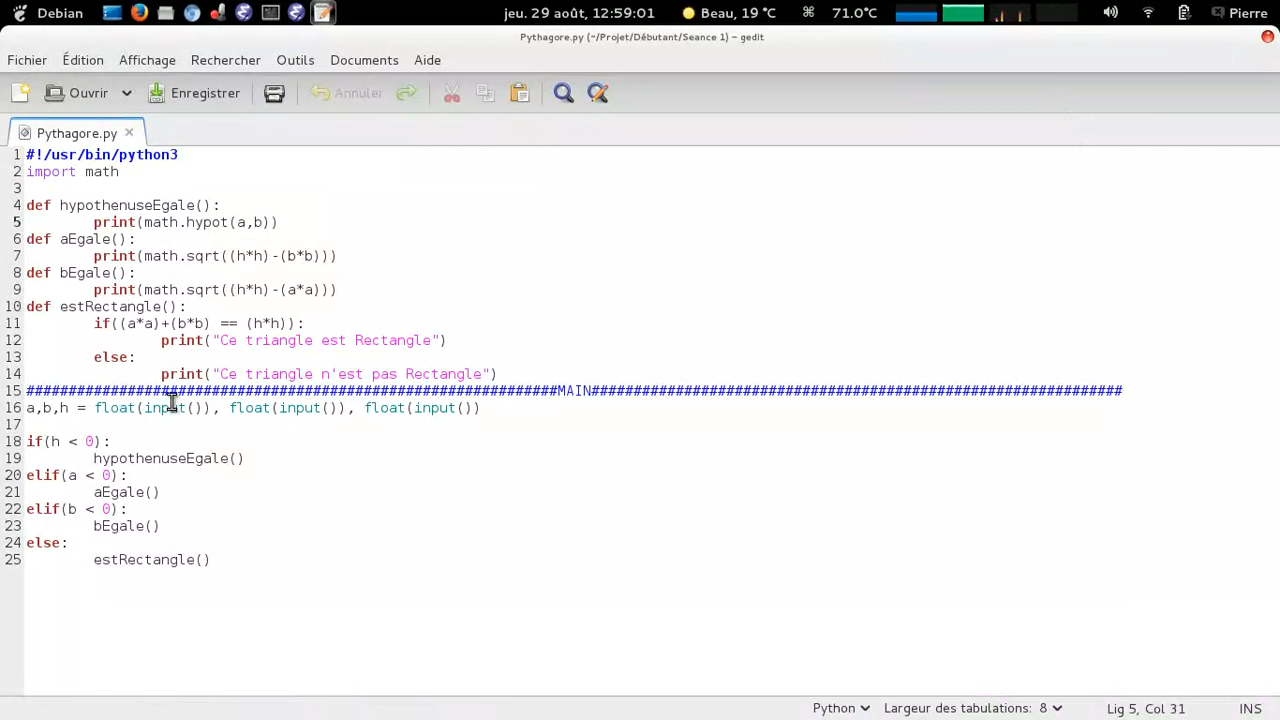 Debian jeu. 29 août, 12:59:01 Beau, 19 °C 71.0°C Pierre
Pythagore.py (~/Projet/Débutant/Seance 1) – gedit
Fichier Édition Affichage Rechercher Outils Documents Aide
Ouvrir Enregistrer Annuler
Pythagore.py
1 #!/usr/bin/python3
2 import math
3
4 def hypothenuseEgale():
5 print(math.hypot(a,b))
6 def aEgale():
7 print(math.sqrt((h*h)-(b*b)))
8 def bEgale():
9 print(math.sqrt((h*h)-(a*a)))
10 def estRectangle():
11 if((a*a)+(b*b) == (h*h)):
12 print("Ce triangle est Rectangle")
13 else:
14 print("Ce triangle n'est pas Rectangle")
15 ###############################################################MAIN###############################################################
16 a,b,h = float(input()), float(input()), float(input())
17
18 if(h < 0):
19 hypothenuseEgale()
20 elif(a < 0):
21 aEgale()
22 elif(b < 0):
23 bEgale()
24 else:
25 estRectangle()
Python Largeur des tabulations: 8 Lig 5, Col 31 INS